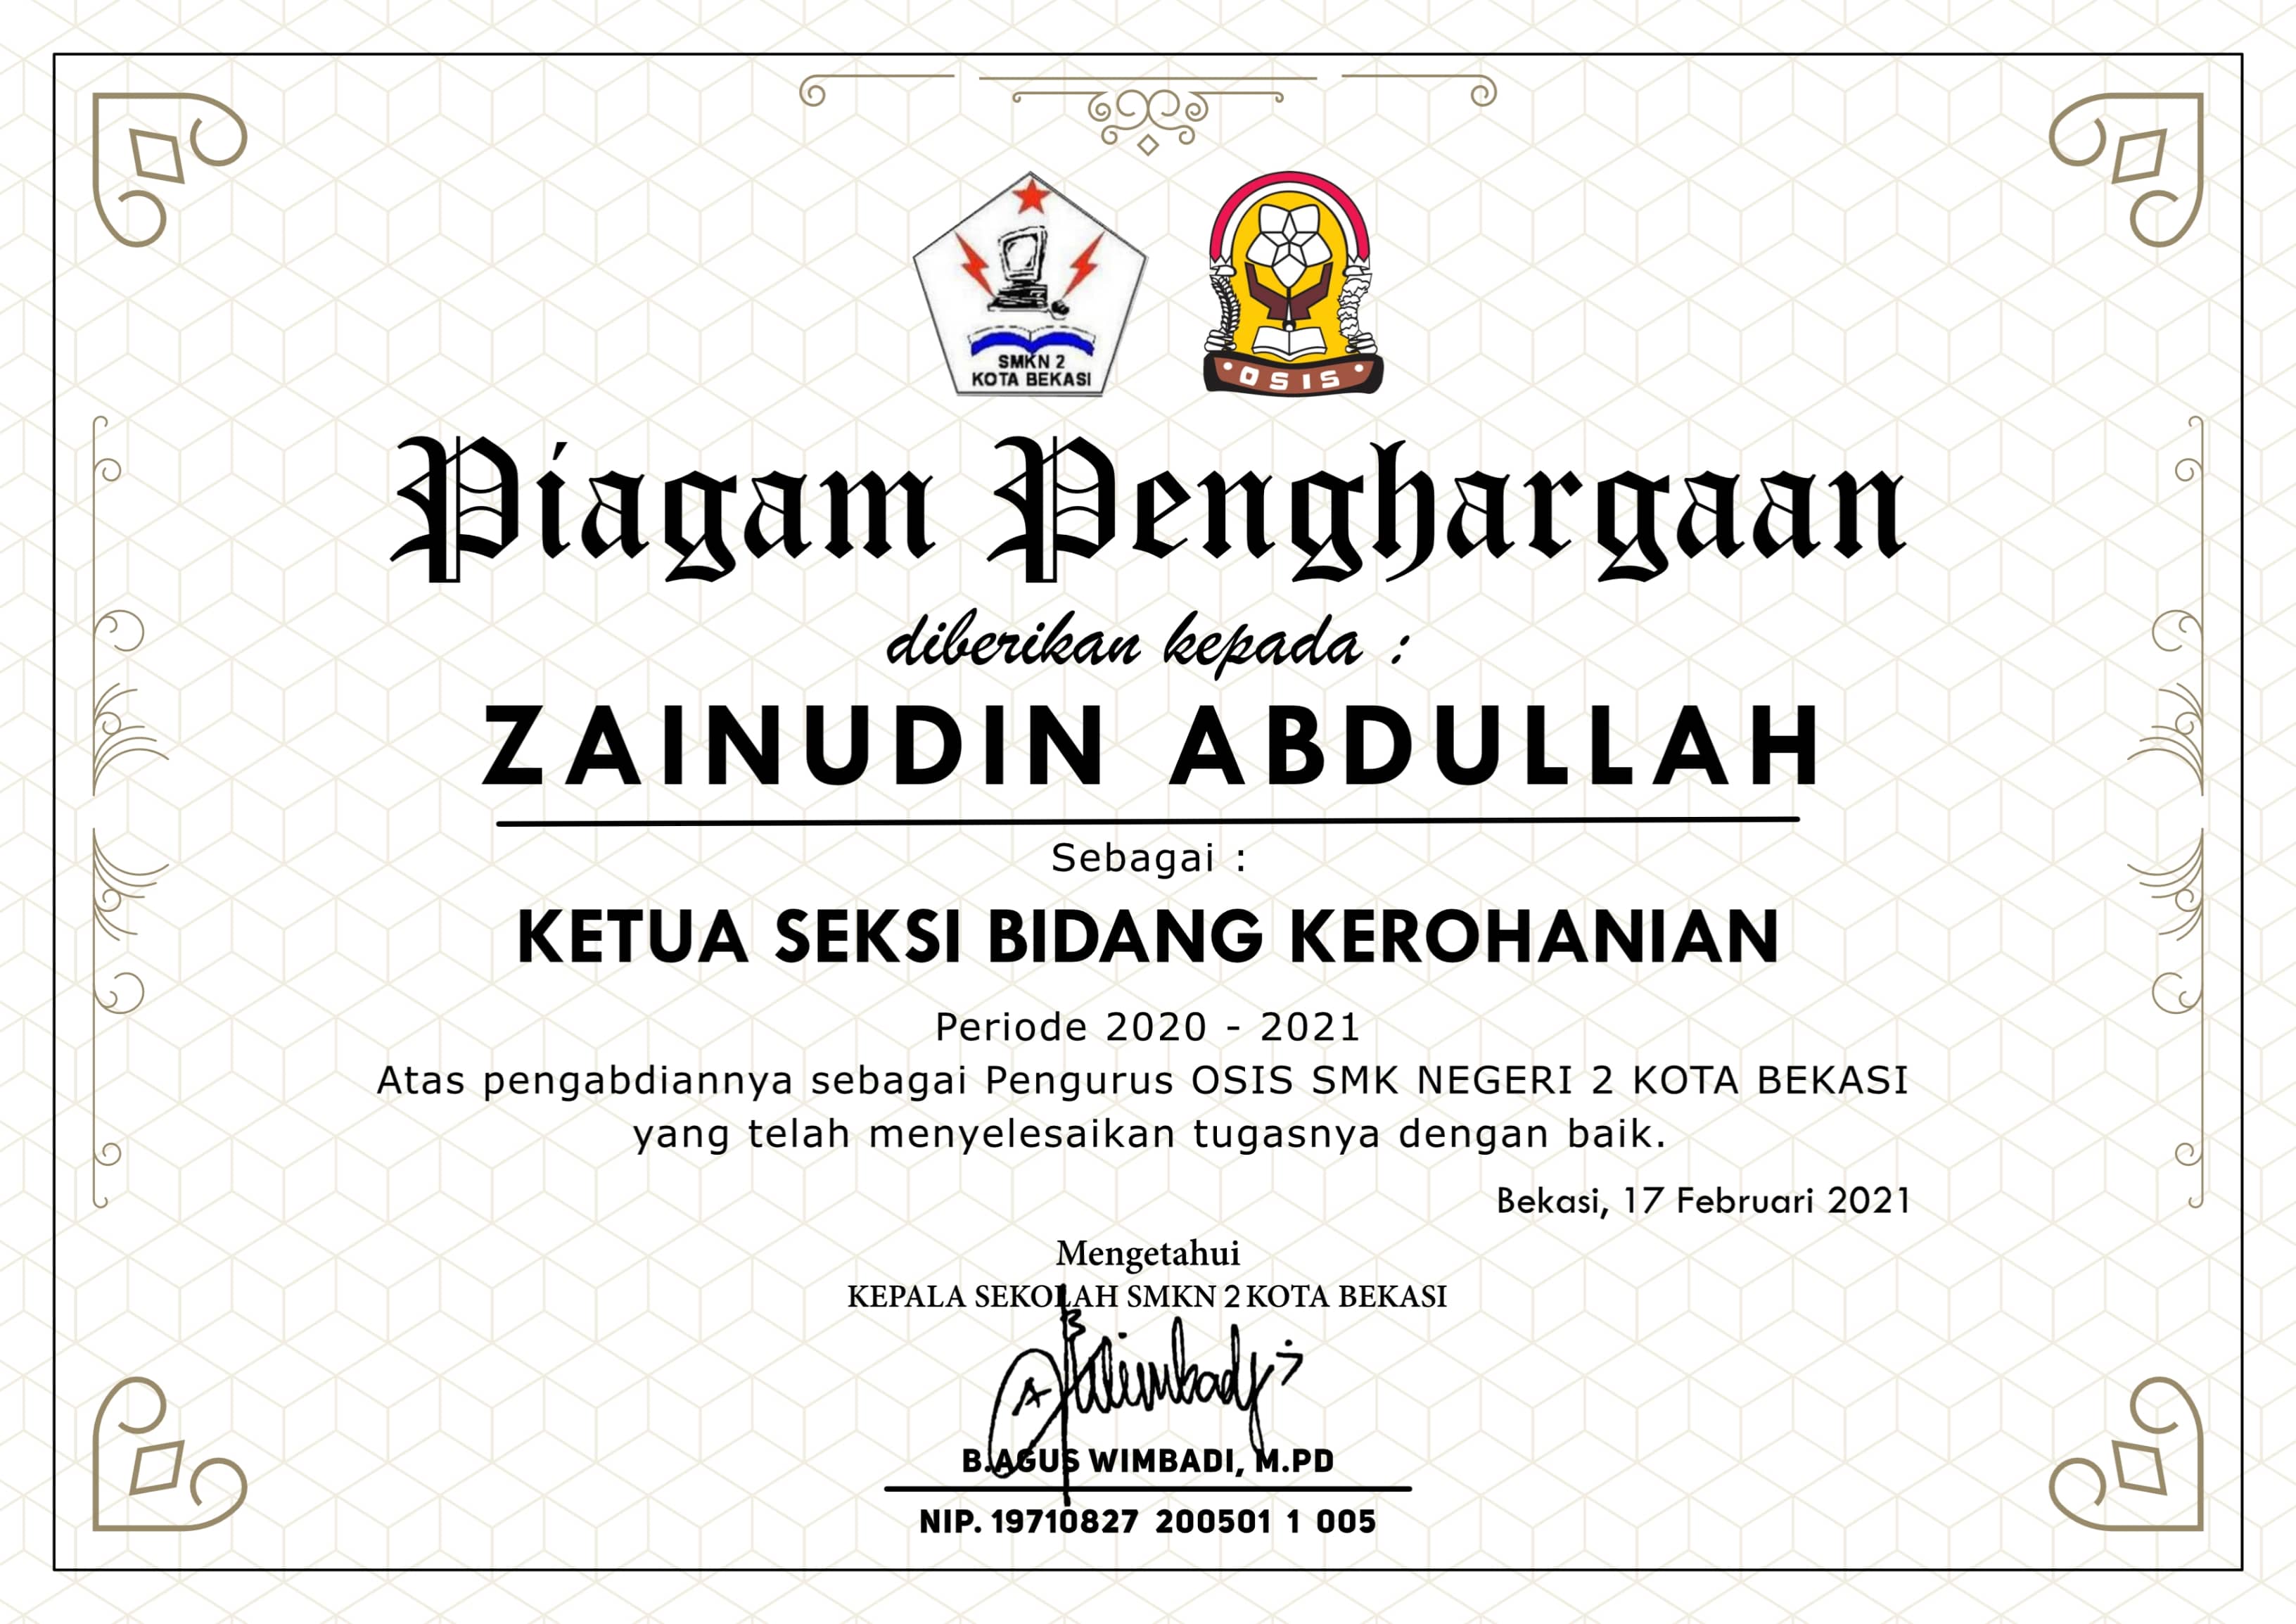 SMKN 2
KOTA BEKASI
OSIS
Piagam Penghargaan
diberikan kepada :
ZAINUDIN ABDULLAH
Sebagai :
KETUA SEKSI BIDANG KEROHANIAN
Periode 2020 - 2021
Atas pengabdiannya sebagai Pengurus OSIS SMK NEGERI 2 KOTA BEKASI
yang telah menyelesaikan tugasnya dengan baik.
Bekasi, 17 Februari 2021
Mengetahui
KEPALA SEKOLAH SMKN 2 KOTA BEKASI
B.AGUS WIMBADI, M.PD
NIP. 19710827 200501 1 005